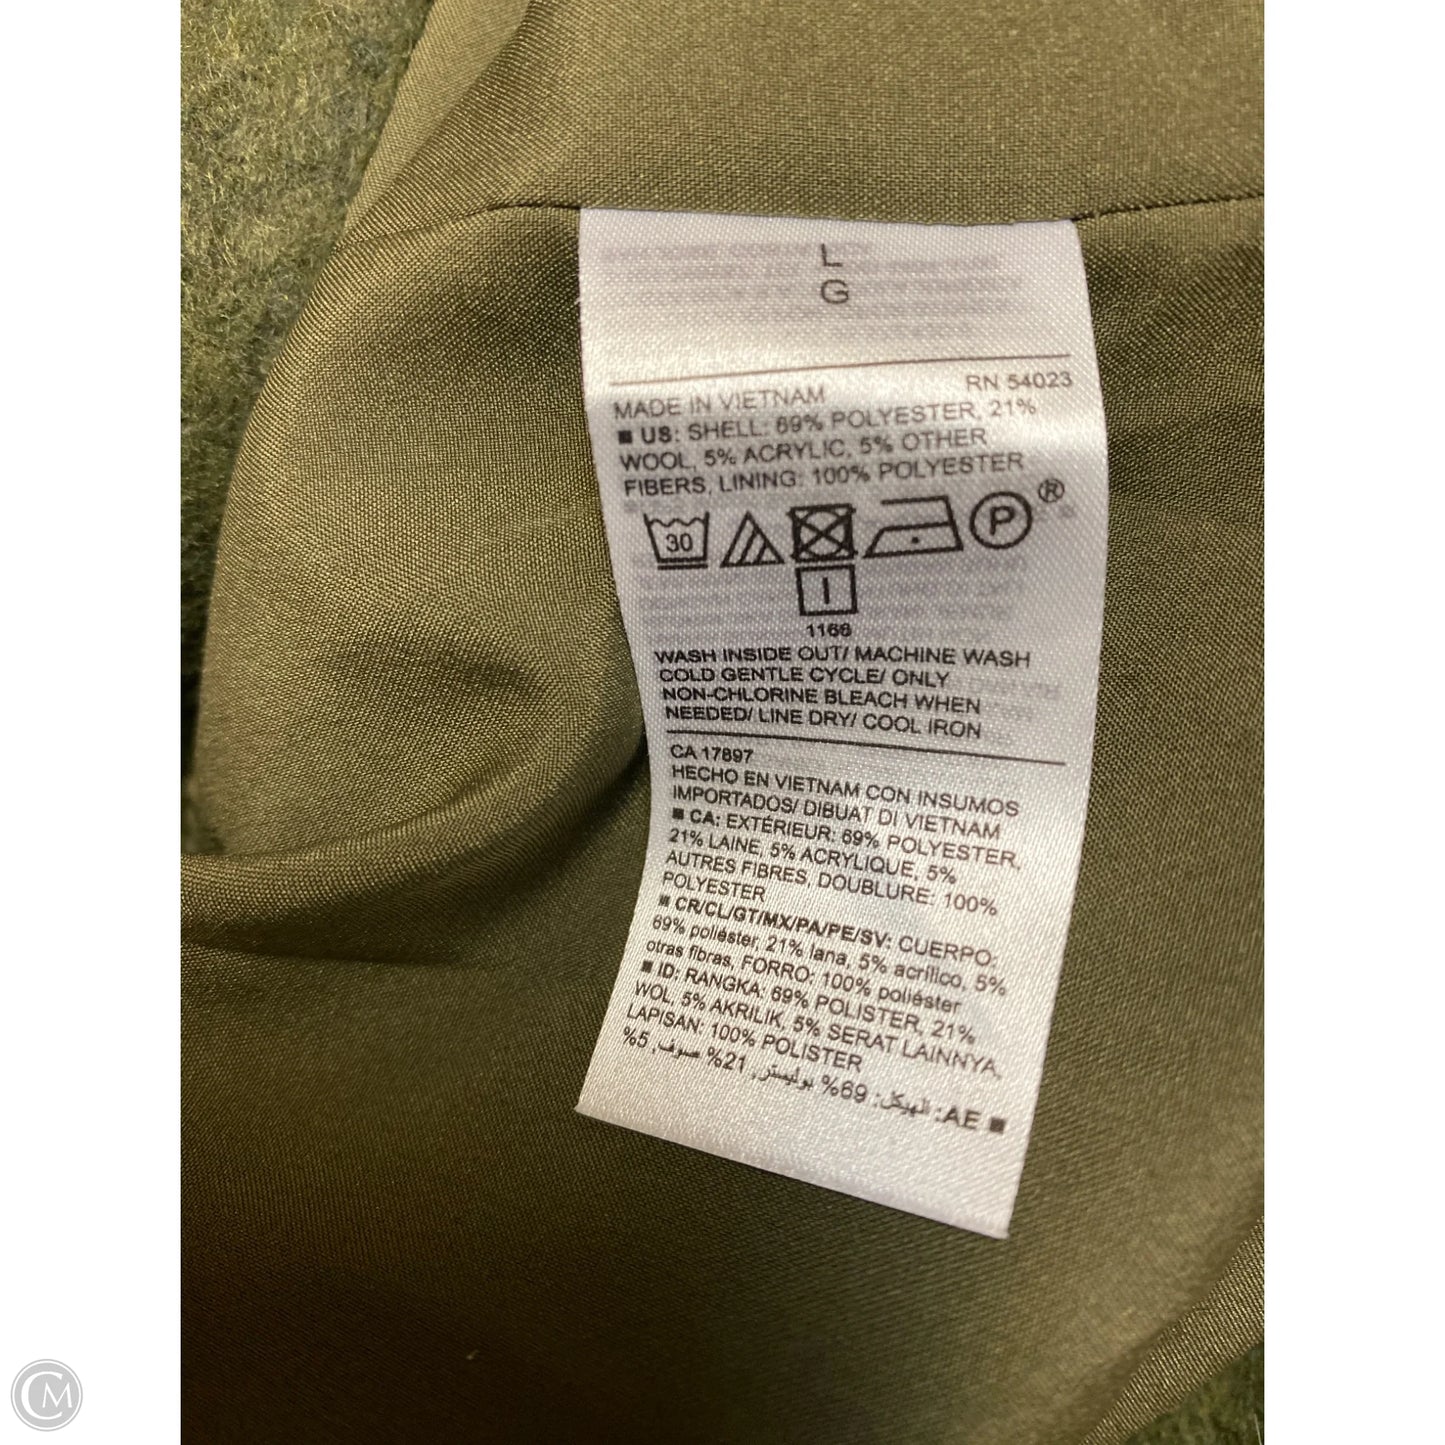 L
G
RN 54023
MADE IN VIETNAM
■ US: SHELL: 69% POLYESTER, 21%
WOOL, 5% ACRYLIC, 5% OTHER
FIBERS, LINING: 100% POLYESTER
30
P
®
I
1166
WASH INSIDE OUT/ MACHINE WASH
COLD GENTLE CYCLE/ ONLY
NON-CHLORINE BLEACH WHEN
NEEDED/ LINE DRY/ COOL IRON
CA 17897
HECHO EN VIETNAM CON INSUMOS
IMPORTADOS/ DIBUAT DI VIETNAM
■ CA: EXTÉRIEUR: 69% POLYESTER,
21% LAINE, 5% ACRYLIQUE, 5%
AUTRES FIBRES, DOUBLURE: 100%
POLYESTER
■ CR/CL/GT/MX/PA/PE/SV: CUERPO:
69% poliéster, 21% lana, 5% acrílico, 5%
otras fibras, FORRO: 100% poliéster
■ ID: RANGKA: 69% POLISTER, 21%
WOL, 5% AKRILIK, 5% SERAT LAINNYA,
LAPISAN: 100% POLISTER
■ AE: الهيكل: 69% بوليستر, 21% صوف, 5%
CM